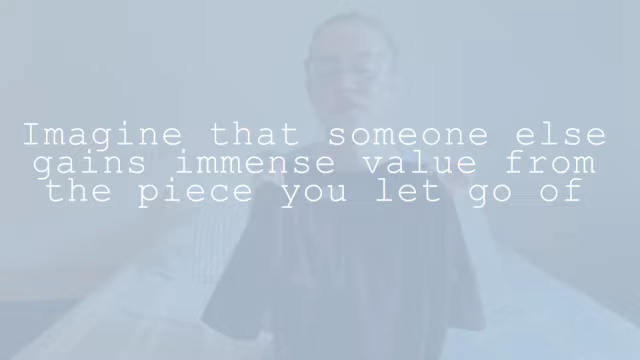 Imagine that someone else
gains immense value from
the piece you let go of